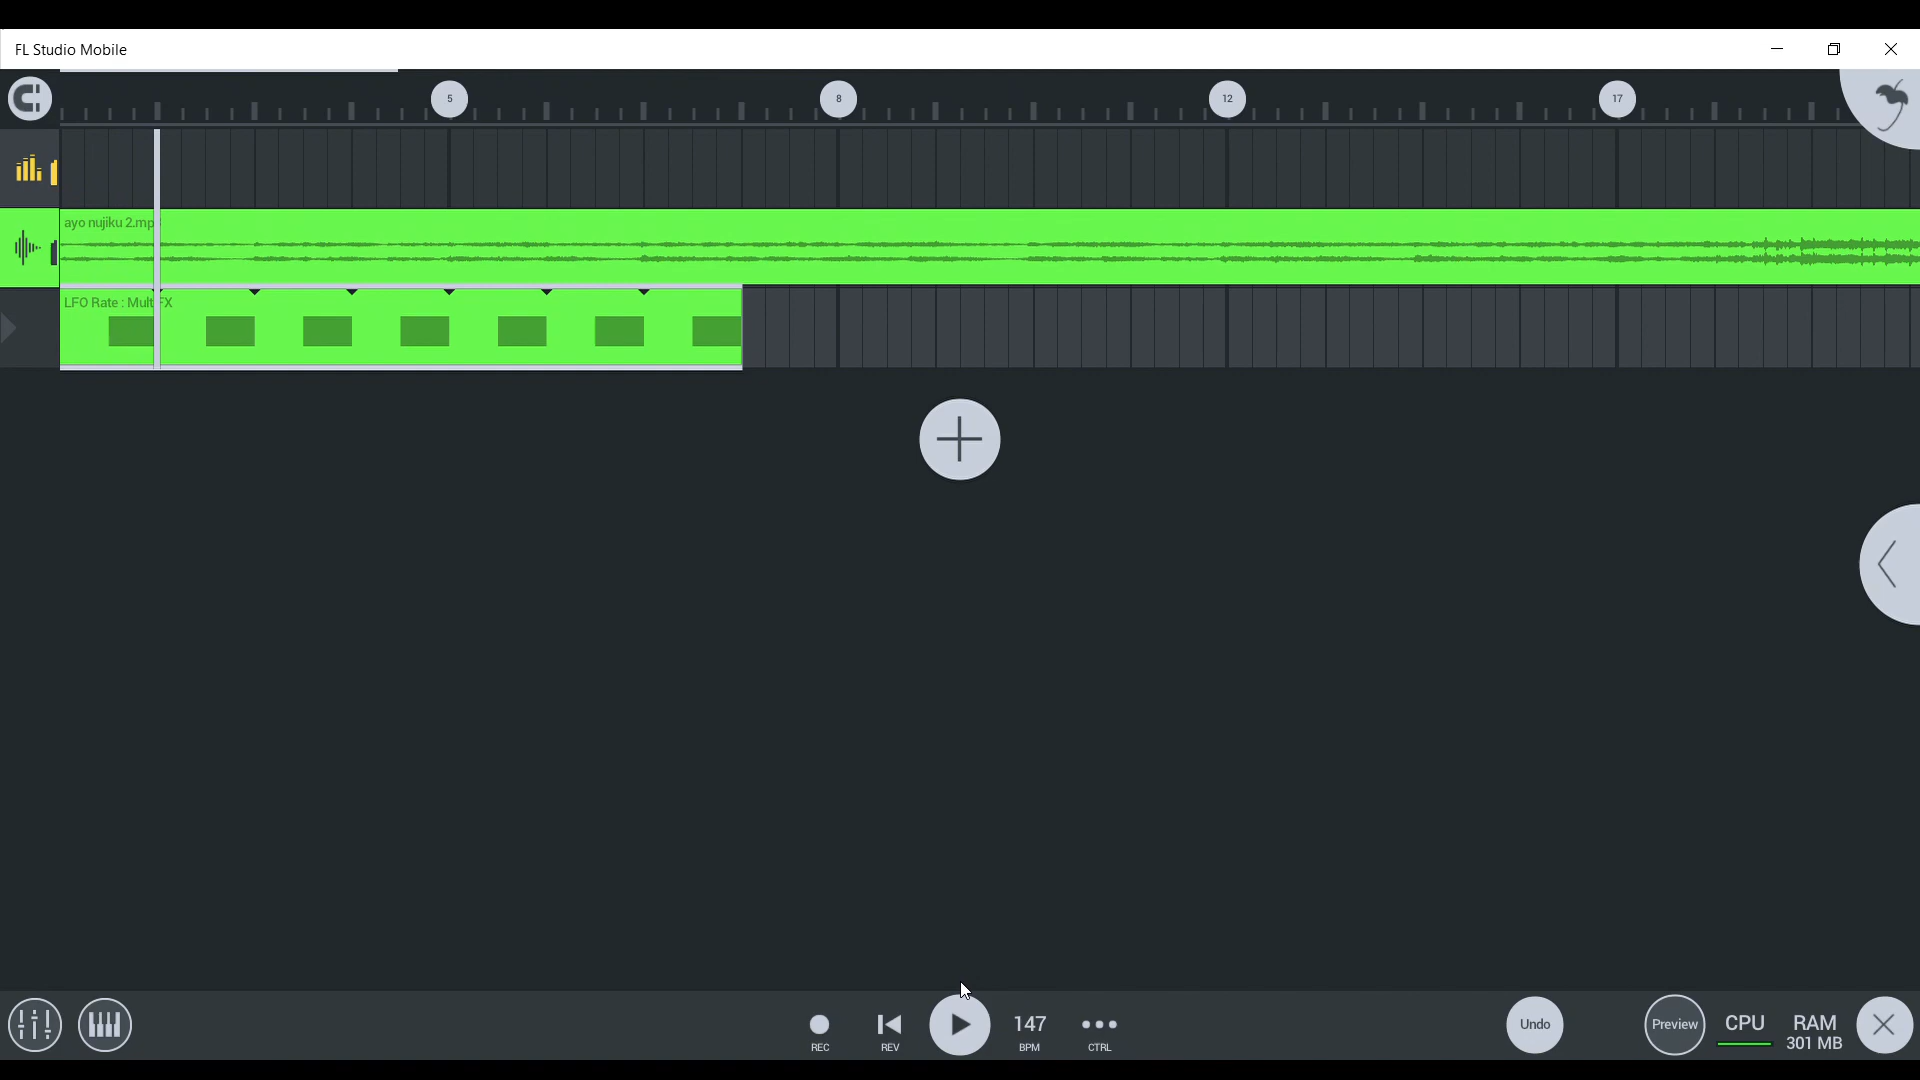 FL Studio Mobile
5 8 12 17
ayo nujiku 2.mp
LFO Rate : Mult FX
147
REC REV BPM CTRL
Undo
Preview
CPU
RAM
301 MB